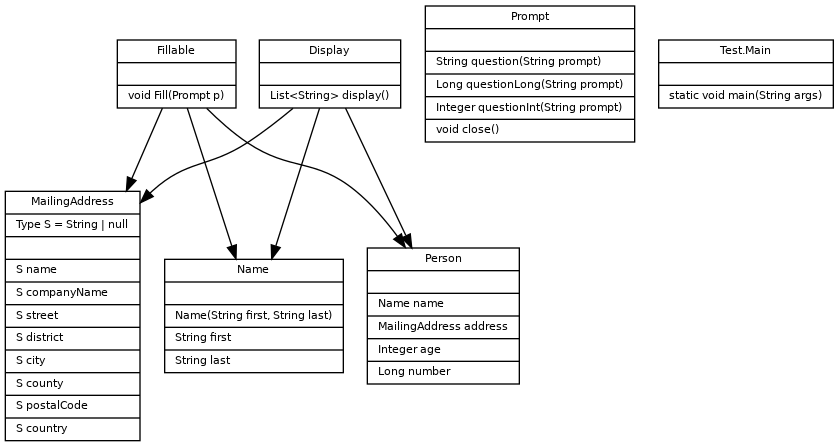 Fillable
void Fill(Prompt p)
Display
List<String> display()
Prompt
String question(String prompt)
Long questionLong(String prompt)
Integer questionInt(String prompt)
void close()
Test.Main
static void main(String args)
MailingAddress
Type S = String | null
S name
S companyName
S street
S district
S city
S county
S postalCode
S country
Name
Name(String first, String last)
String first
String last
Person
Name name
MailingAddress address
Integer age
Long number